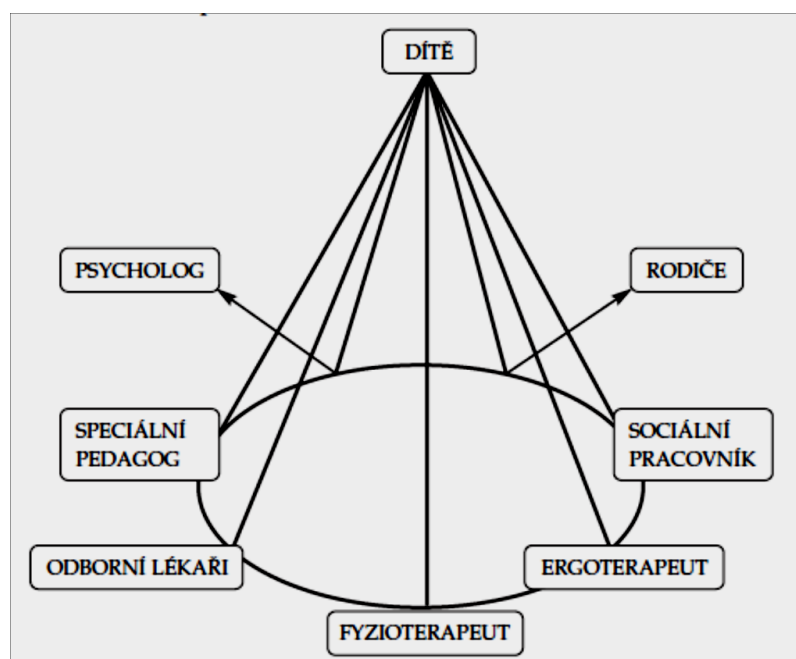 DÍTĚ
PSYCHOLOG
RODIČE
SPECIÁLNÍ
PEDAGOG
SOCIÁLNÍ
PRACOVNÍK
ODBORNÍ LÉKAŘI
ERGOTERAPEUT
FYZIOTERAPEUT